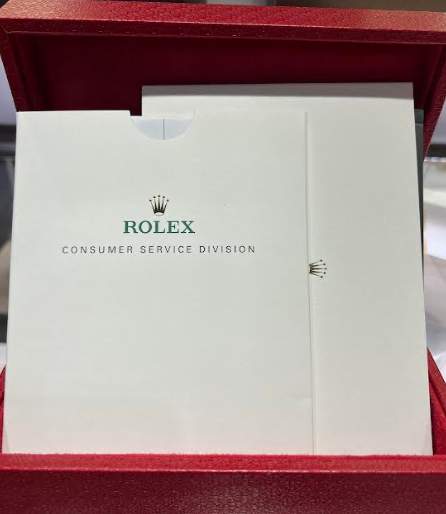 ROLEX
CONSUMER SERVICE DIVISION